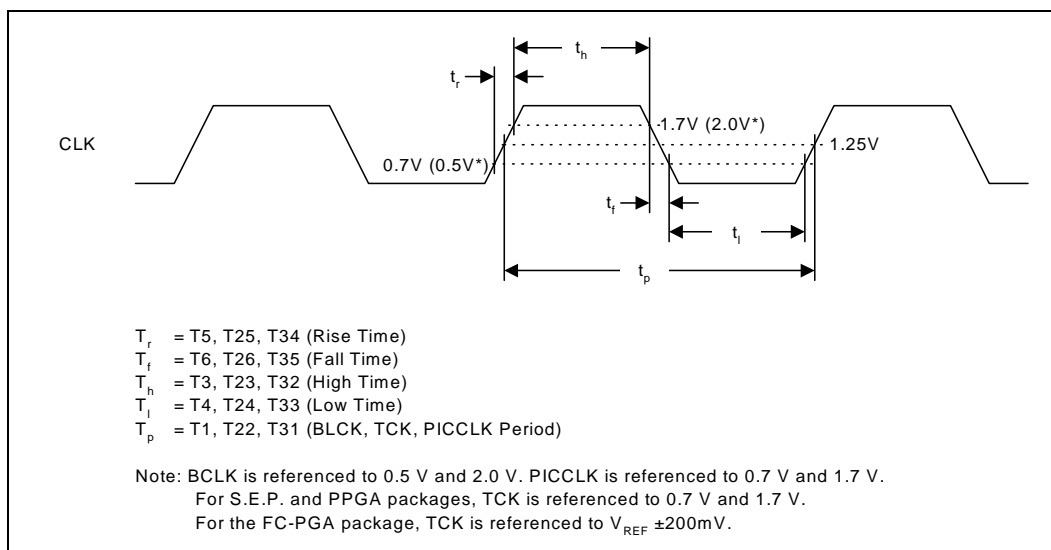 t_h
t_r
1.7V (2.0V*)
CLK
1.25V
0.7V (0.5V*)
t_f
t_l
t_p
T_r = T5, T25, T34 (Rise Time)
T_f = T6, T26, T35 (Fall Time)
T_h = T3, T23, T32 (High Time)
T_l = T4, T24, T33 (Low Time)
T_p = T1, T22, T31 (BLCK, TCK, PICCLK Period)
Note: BCLK is referenced to 0.5 V and 2.0 V. PICCLK is referenced to 0.7 V and 1.7 V.
For S.E.P. and PPGA packages, TCK is referenced to 0.7 V and 1.7 V.
For the FC-PGA package, TCK is referenced to V_REF ±200mV.